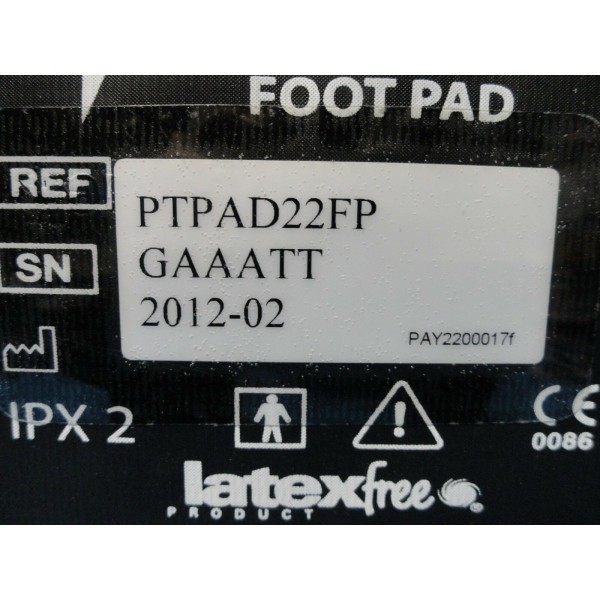 FOOT PAD
REF PTPAD22FP
SN GAAATT
2012-02
PAY2200017f
IPX 2
CE
0086
latexfree
PRODUCT